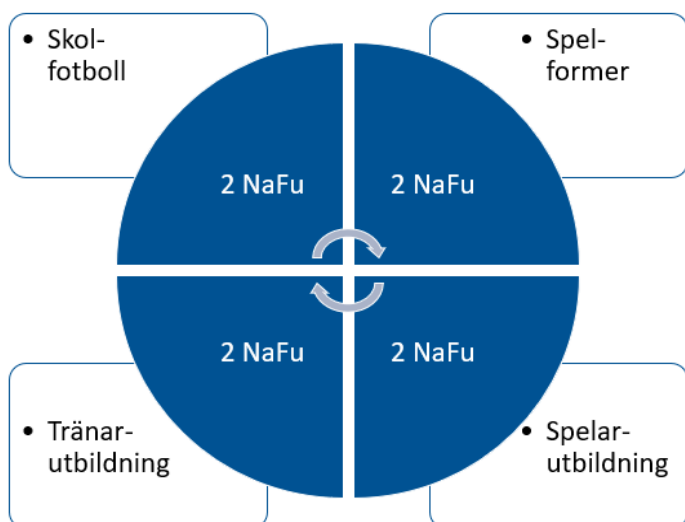 • Skol-
fotboll
• Spel-
former
2 NaFu
2 NaFu
2 NaFu
2 NaFu
• Tränar-
utbildning
• Spelar-
utbildning